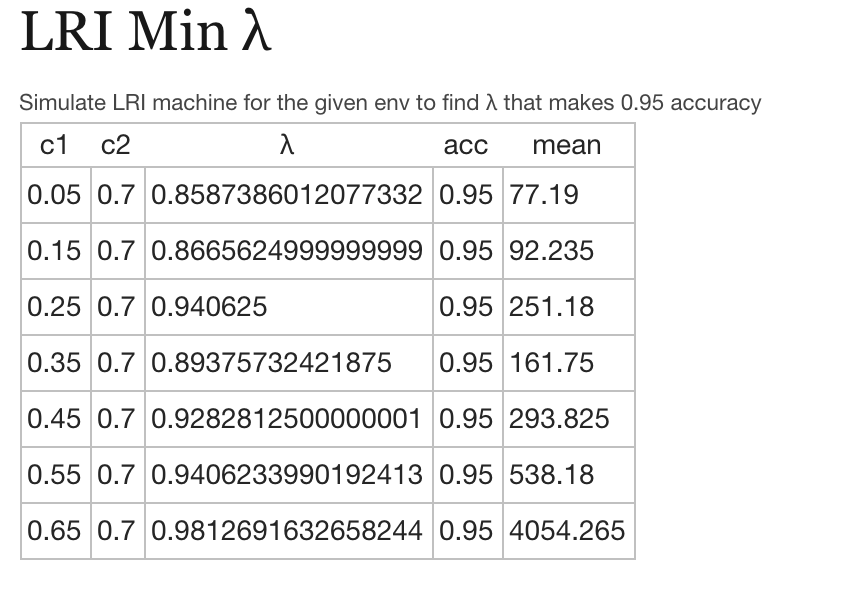 LRI Min λ
Simulate LRI machine for the given env to find λ that makes 0.95 accuracy
c1 c2 λ acc mean
0.05 0.7 0.8587386012077332 0.95 77.19
0.15 0.7 0.8665624999999999 0.95 92.235
0.25 0.7 0.940625 0.95 251.18
0.35 0.7 0.89375732421875 0.95 161.75
0.45 0.7 0.9282812500000001 0.95 293.825
0.55 0.7 0.9406233990192413 0.95 538.18
0.65 0.7 0.9812691632658244 0.95 4054.265